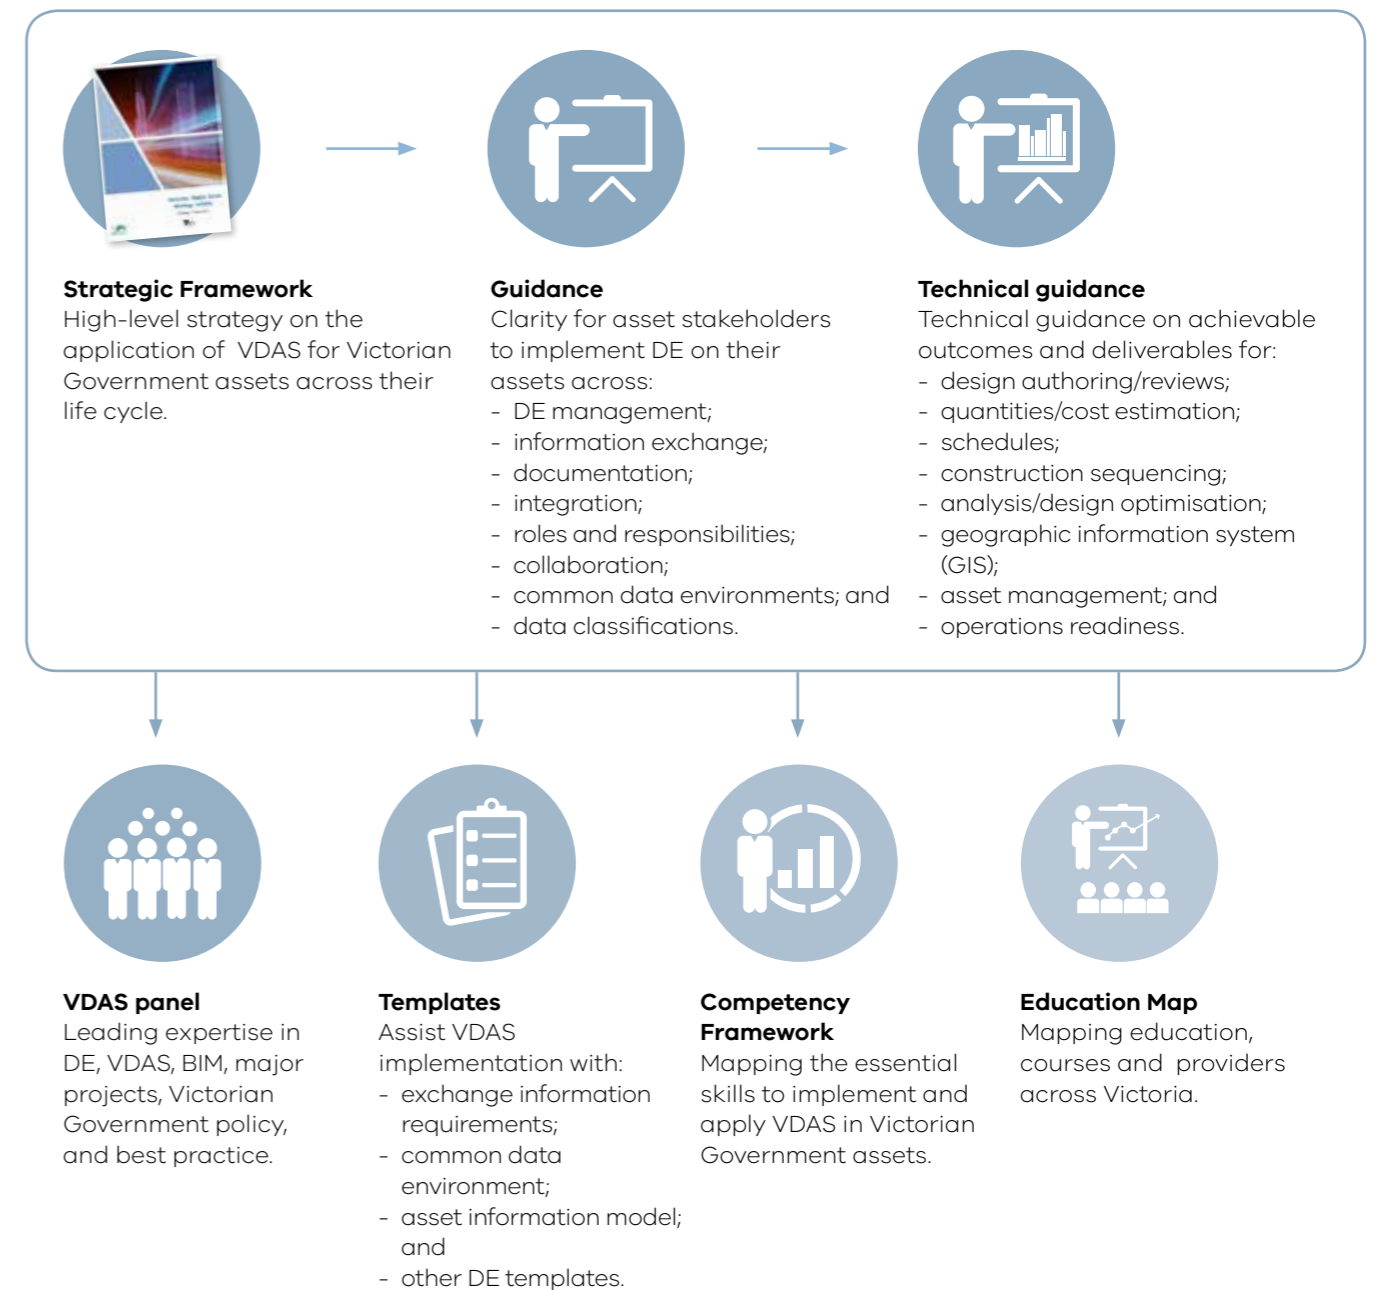 Strategic Framework
High-level strategy on the
application of VDAS for Victorian
Government assets across their
life cycle.
Guidance
Clarity for asset stakeholders
to implement DE on their
assets across:
- DE management;
- information exchange;
- documentation;
- integration;
- roles and responsibilities;
- collaboration;
- common data environments; and
- data classifications.
Technical guidance
Technical guidance on achievable
outcomes and deliverables for:
- design authoring/reviews;
- quantities/cost estimation;
- schedules;
- construction sequencing;
- analysis/design optimisation;
- geographic information system
(GIS);
- asset management; and
- operations readiness.
VDAS panel
Leading expertise in
DE, VDAS, BIM, major
projects, Victorian
Government policy,
and best practice.
Templates
Assist VDAS
implementation with:
- exchange information
requirements;
- common data
environment;
- asset information model;
and
- other DE templates.
Competency
Framework
Mapping the essential
skills to implement and
apply VDAS in Victorian
Government assets.
Education Map
Mapping education,
courses and providers
across Victoria.